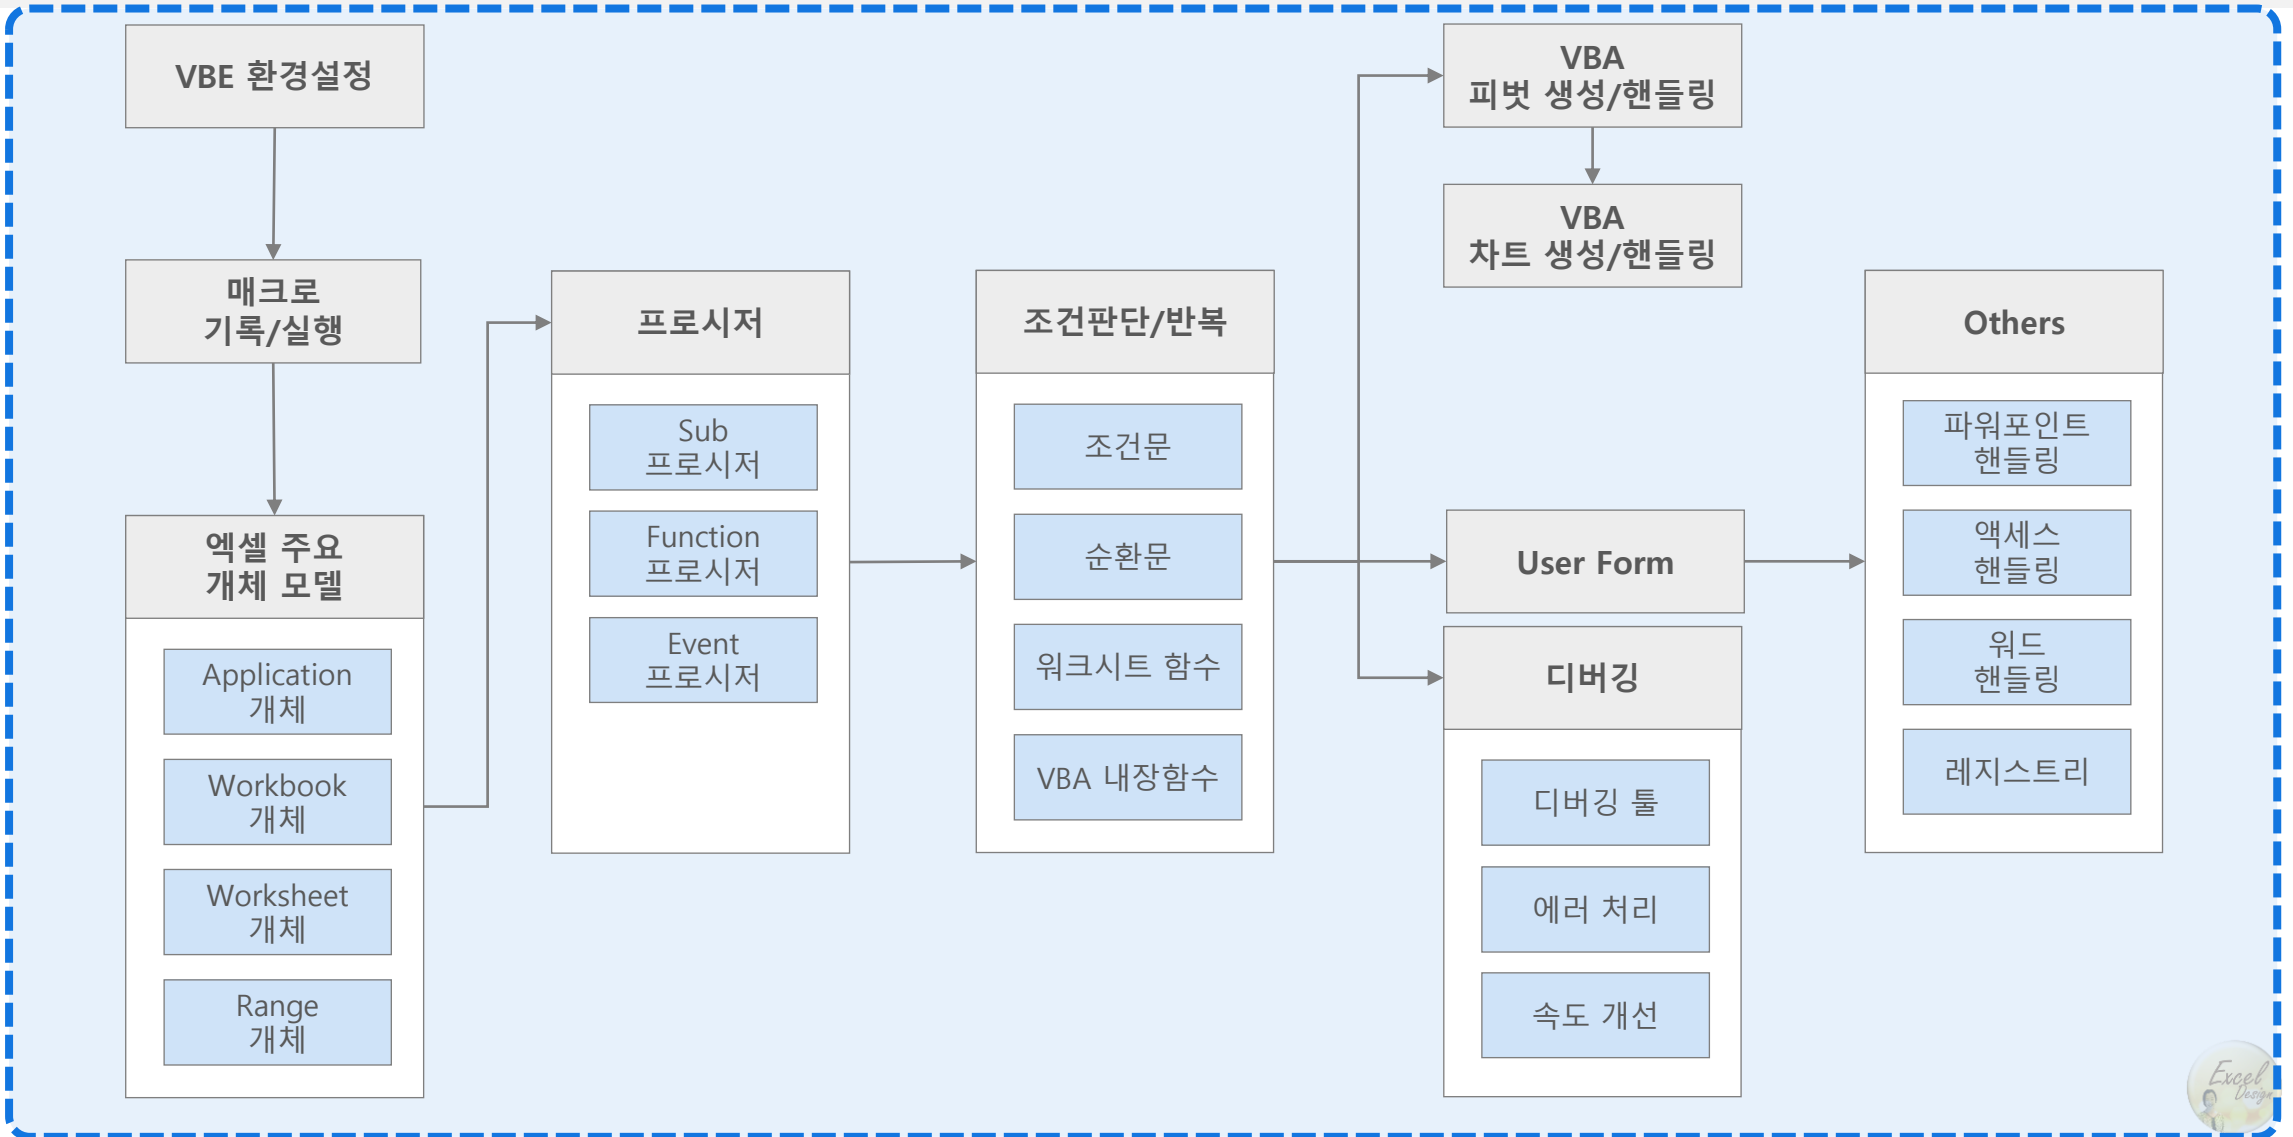 VBE 환경설정
매크로
기록/실행
엑셀 주요
개체 모델
Application
개체
Workbook
개체
Worksheet
개체
Range
개체
프로시저
Sub
프로시저
Function
프로시저
Event
프로시저
조건판단/반복
조건문
순환문
워크시트 함수
VBA 내장함수
VBA
피벗 생성/핸들링
VBA
차트 생성/핸들링
User Form
디버깅
디버깅 툴
에러 처리
속도 개선
Others
파워포인트
핸들링
액세스
핸들링
워드
핸들링
레지스트리
Excel
Design